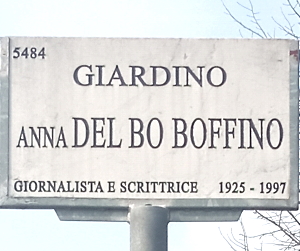 5484
GIARDINO
ANNA DEL BO BOFFINO
GIORNALISTA E SCRITTRICE 1925 - 1997